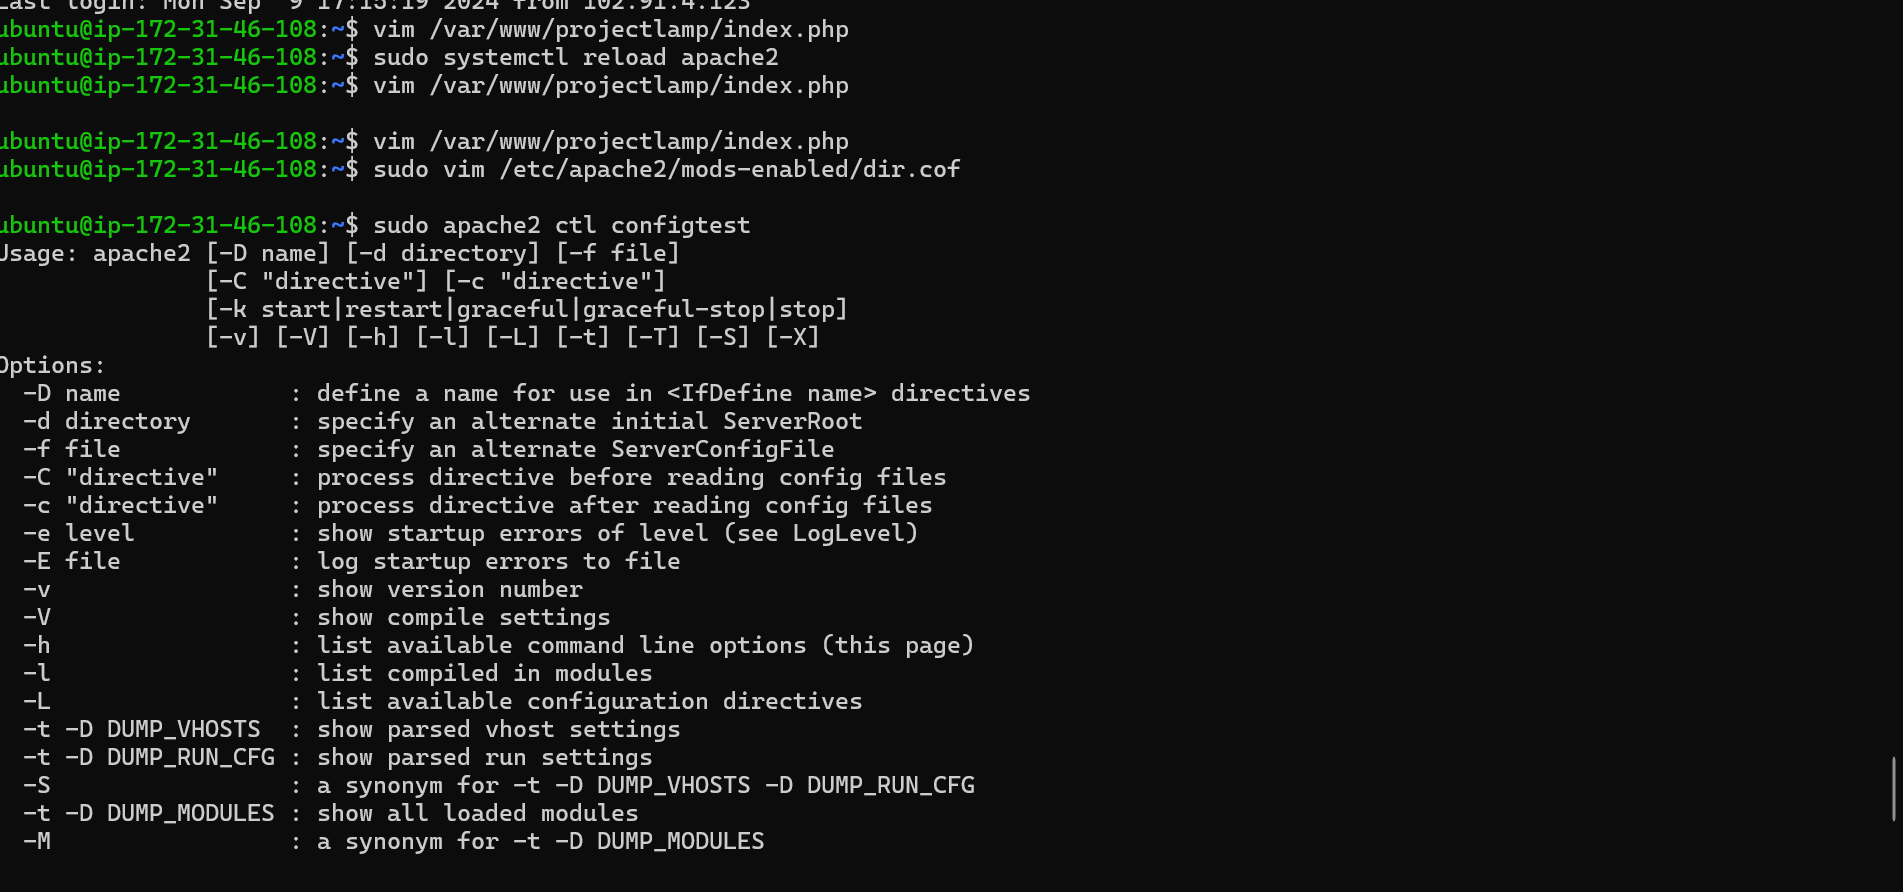 Last login: Mon Sep  9 17:15:19 2024 from 102.91.4.123
ubuntu@ip-172-31-46-108:~$ vim /var/www/projectlamp/index.php
ubuntu@ip-172-31-46-108:~$ sudo systemctl reload apache2
ubuntu@ip-172-31-46-108:~$ vim /var/www/projectlamp/index.php
ubuntu@ip-172-31-46-108:~$ vim /var/www/projectlamp/index.php
ubuntu@ip-172-31-46-108:~$ sudo vim /etc/apache2/mods-enabled/dir.cof
ubuntu@ip-172-31-46-108:~$ sudo apache2 ctl configtest
Usage: apache2 [-D name] [-d directory] [-f file]
               [-C "directive"] [-c "directive"]
               [-k start|restart|graceful|graceful-stop|stop]
               [-v] [-V] [-h] [-l] [-L] [-t] [-T] [-S] [-X]
Options:
  -D name            : define a name for use in <IfDefine name> directives
  -d directory       : specify an alternate initial ServerRoot
  -f file            : specify an alternate ServerConfigFile
  -C "directive"     : process directive before reading config files
  -c "directive"     : process directive after reading config files
  -e level           : show startup errors of level (see LogLevel)
  -E file            : log startup errors to file
  -v                 : show version number
  -V                 : show compile settings
  -h                 : list available command line options (this page)
  -l                 : list compiled in modules
  -L                 : list available configuration directives
  -t -D DUMP_VHOSTS  : show parsed vhost settings
  -t -D DUMP_RUN_CFG : show parsed run settings
  -S                 : a synonym for -t -D DUMP_VHOSTS -D DUMP_RUN_CFG
  -t -D DUMP_MODULES : show all loaded modules
  -M                 : a synonym for -t -D DUMP_MODULES